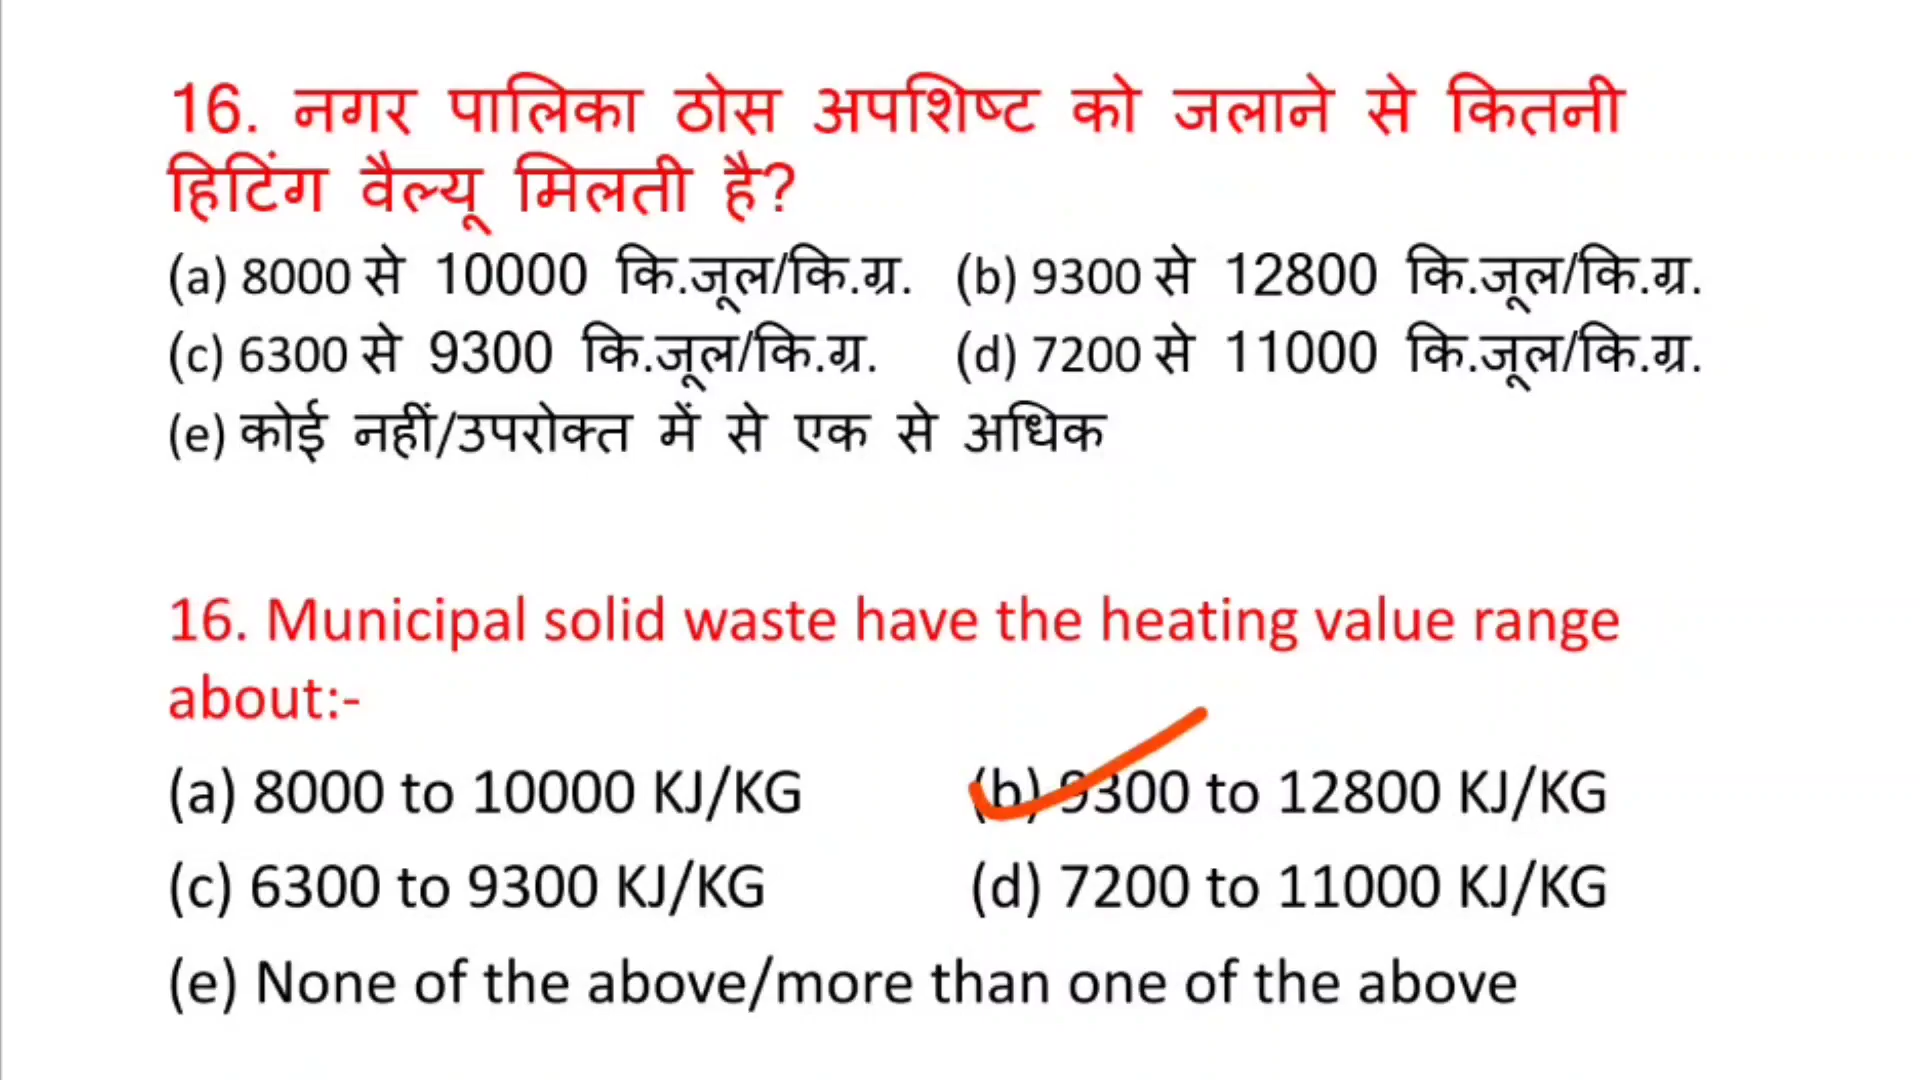 16. नगर पालिका ठोस अपशिष्ट को जलाने से कितनी
हिटिंग वैल्यू मिलती है?
(a) 8000 से 10000 कि.जूल/कि.ग्र. (b) 9300 से 12800 कि.जूल/कि.ग्र.
(c) 6300 से 9300 कि.जूल/कि.ग्र. (d) 7200 से 11000 कि.जूल/कि.ग्र.
(e) कोई नहीं/उपरोक्त में से एक से अधिक
16. Municipal solid waste have the heating value range
about:-
(a) 8000 to 10000 KJ/KG (b) 9300 to 12800 KJ/KG
(c) 6300 to 9300 KJ/KG (d) 7200 to 11000 KJ/KG
(e) None of the above/more than one of the above